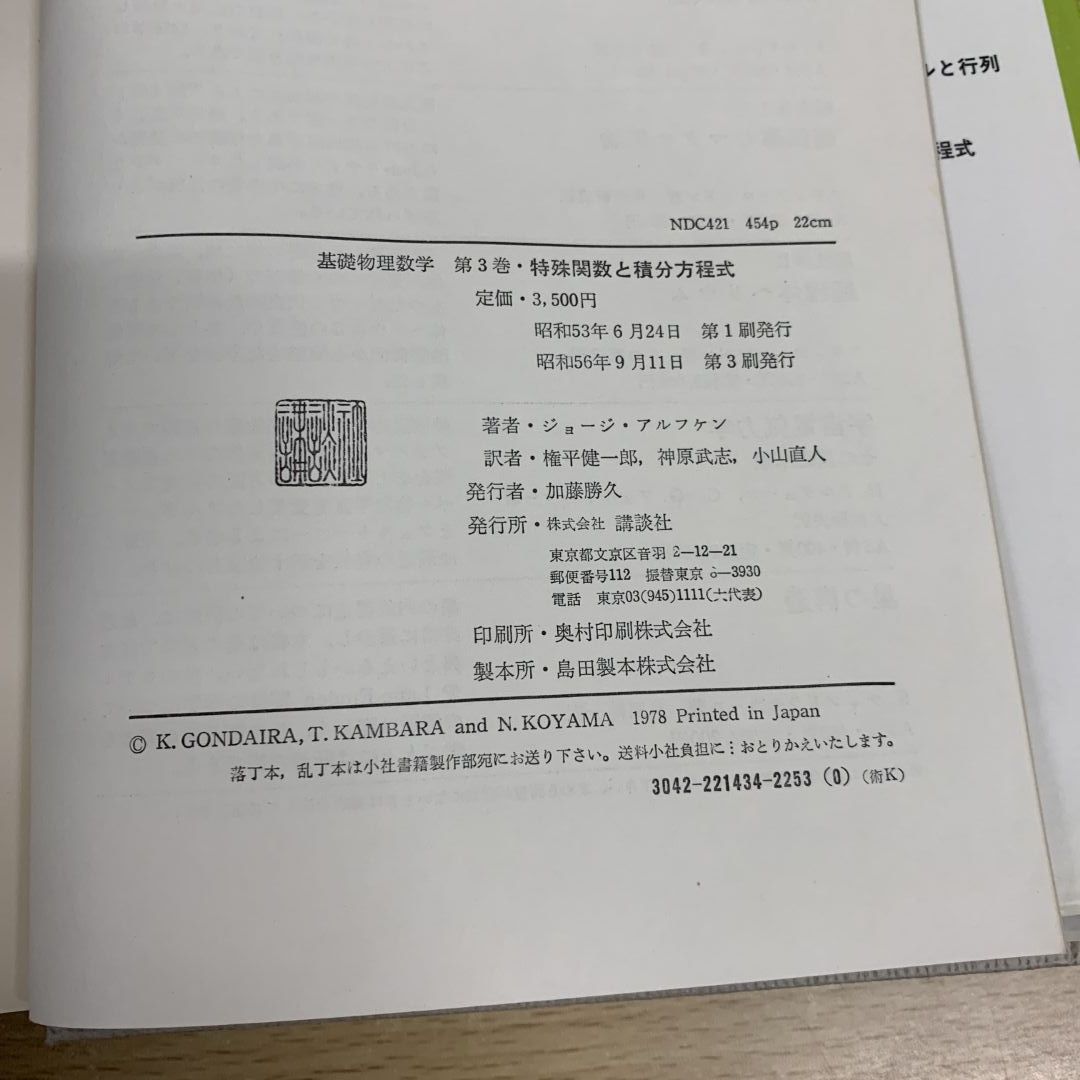 ルと行列
程式
NDC421 454p 22cm
基礎物理数学 第3巻・特殊関数と積分方程式
定価・3,500円
昭和53年6月24日 第1刷発行
昭和56年9月11日 第3刷発行
著者・ジョージ・アルフケン
訳者・権平健一郎，神原武志，小山直人
発行者・加藤勝久
発行所・株式会社 講談社
東京都文京区音羽 2—12—21
郵便番号112 振替東京 —3930
電話 東京03(945)1111(大代表)
印刷所・奥村印刷株式会社
製本所・島田製本株式会社
© K. GONDAIRA, T. KAMBARA and N. KOYAMA 1978 Printed in Japan
落丁本，乱丁本は小社書籍製作部宛にお送り下さい。送料小社負担にておとりかえいたします。
3042-221434-2253 (0) (術K)